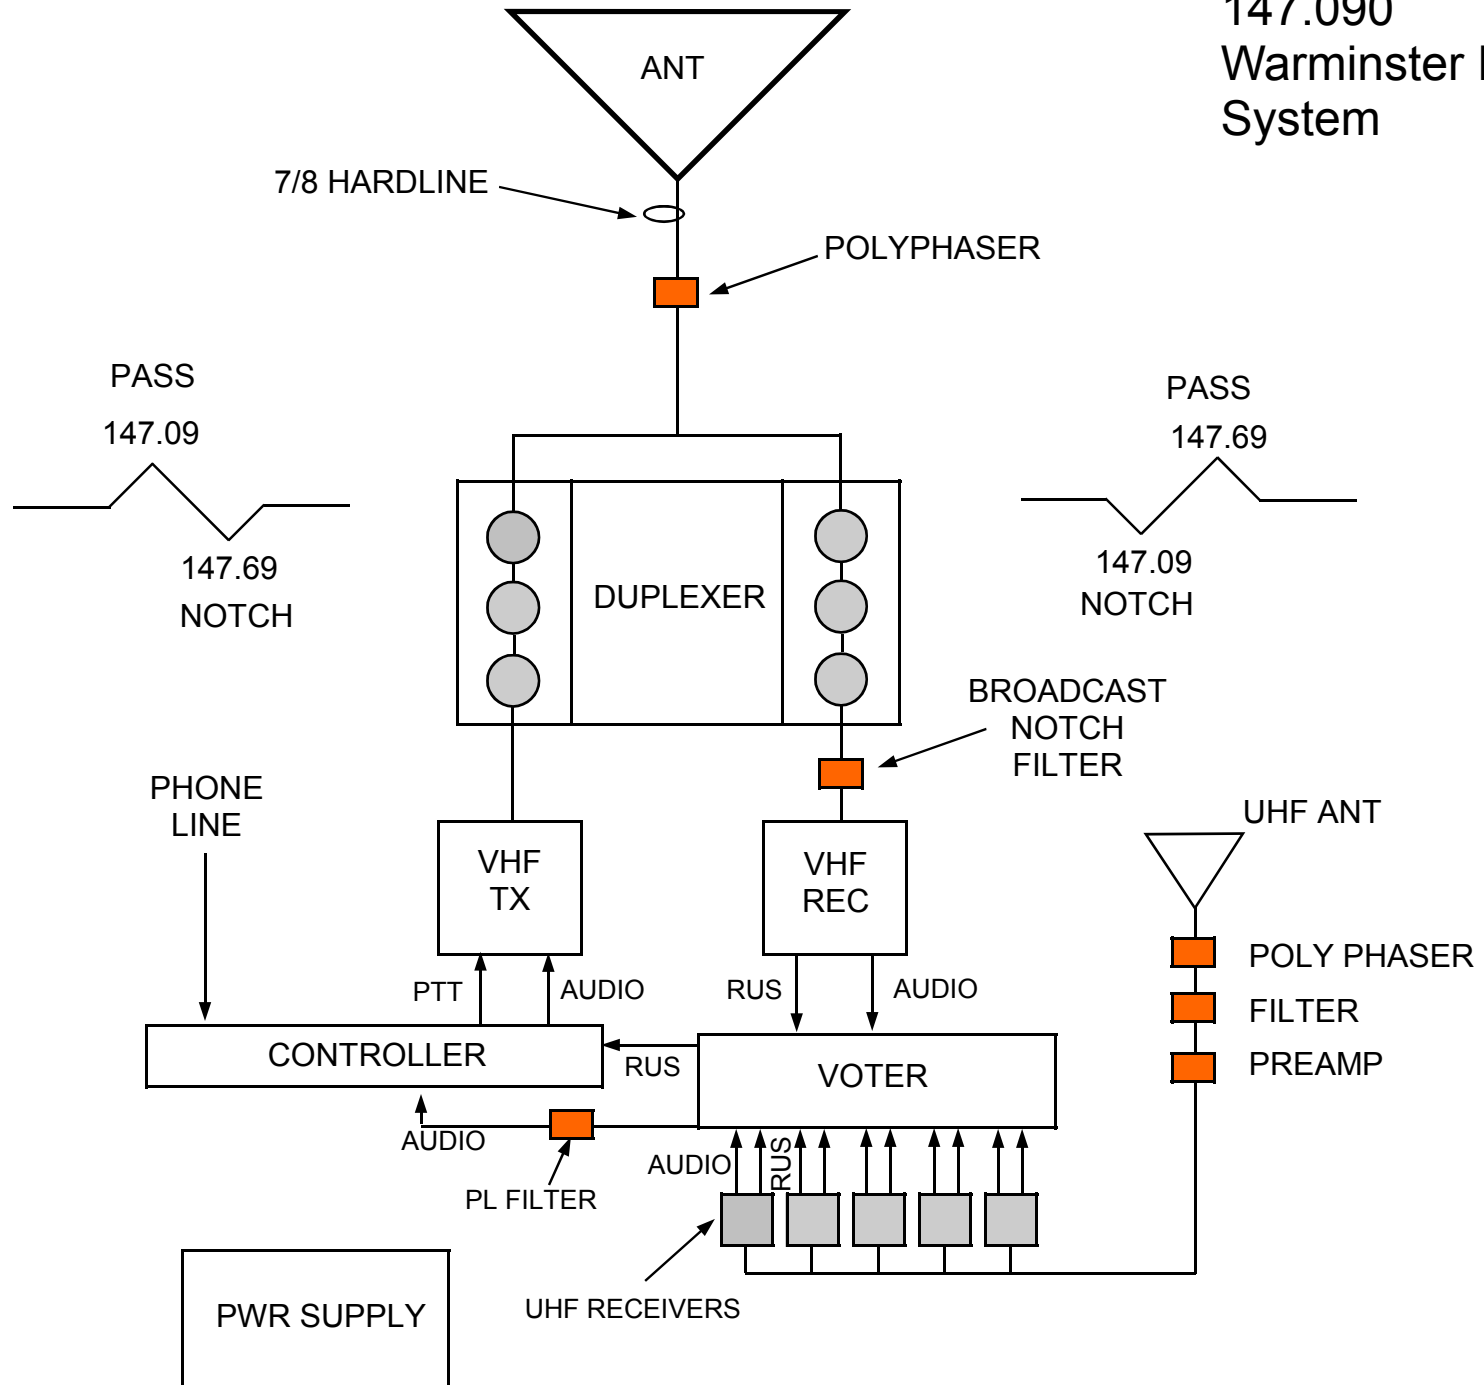 147.090
Warminster
System
ANT
7/8 HARDLINE
POLYPHASER
PASS
147.09
147.69
NOTCH
PASS
147.69
147.09
NOTCH
DUPLEXER
BROADCAST
NOTCH
FILTER
PHONE
LINE
VHF
TX
VHF
REC
UHF ANT
POLY PHASER
FILTER
PREAMP
PTT
AUDIO
RUS
AUDIO
CONTROLLER
RUS
VOTER
AUDIO
PL FILTER
AUDIO
RUS
UHF RECEIVERS
PWR SUPPLY